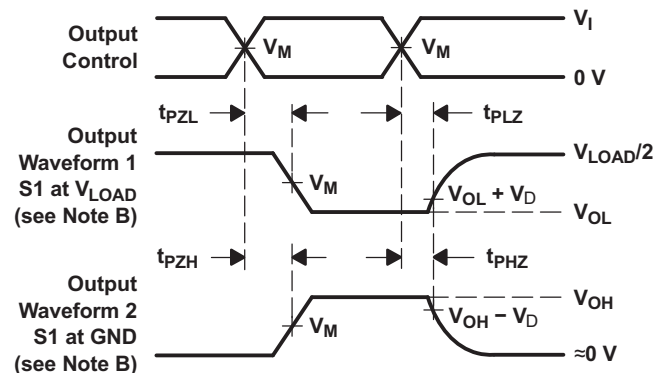 Output
Control
V_M
V_M
V_I
0 V
t_PZL
t_PLZ
Output
Waveform 1
S1 at V_LOAD
(see Note B)
V_M
V_LOAD/2
V_OL + V_D
V_OL
t_PZH
t_PHZ
Output
Waveform 2
S1 at GND
(see Note B)
V_M
V_OH
V_OH − V_D
≈0 V